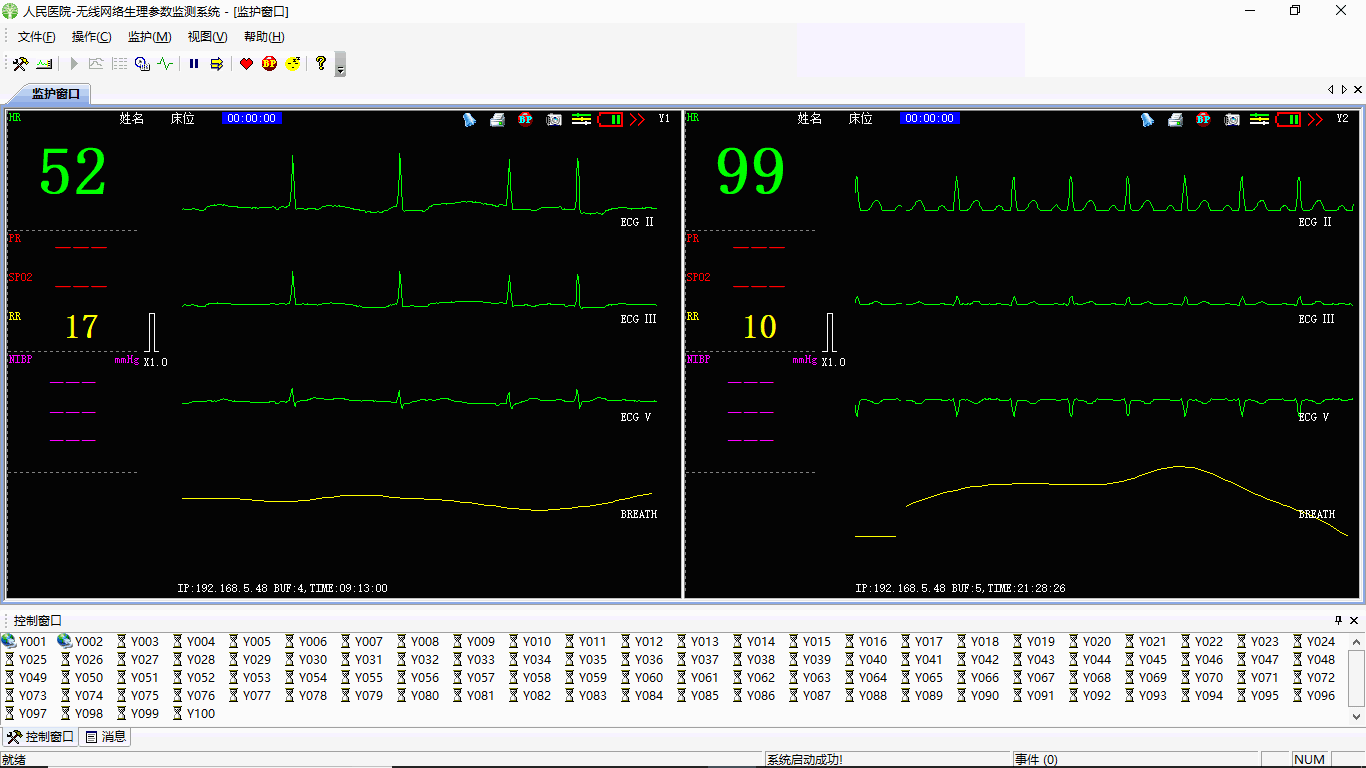 人民医院-无线网络生理参数监测系统 - [监护窗口]
文件(F) 操作(C) 监护(M) 视图(V) 帮助(H)
BP ?
监护窗口
HR 姓名 床位 00:00:00 BP Y1
52
ECG II
PR ———
SPO2 ———
ECG III
RR 17
NIBP mmHg X1.0
———
———
ECG V
———
BREATH
IP:192.168.5.48 BUF:4,TIME:09:13:00
HR 姓名 床位 00:00:00 BP Y2
99
ECG II
PR ———
SPO2 ———
ECG III
RR 10
NIBP mmHg X1.0
———
———
ECG V
———
BREATH
IP:192.168.5.48 BUF:5,TIME:21:28:26
控制窗口
Y001 Y002 Y003 Y004 Y005 Y006 Y007 Y008 Y009 Y010 Y011 Y012 Y013 Y014 Y015 Y016 Y017 Y018 Y019 Y020 Y021 Y022 Y023 Y024
Y025 Y026 Y027 Y028 Y029 Y030 Y031 Y032 Y033 Y034 Y035 Y036 Y037 Y038 Y039 Y040 Y041 Y042 Y043 Y044 Y045 Y046 Y047 Y048
Y049 Y050 Y051 Y052 Y053 Y054 Y055 Y056 Y057 Y058 Y059 Y060 Y061 Y062 Y063 Y064 Y065 Y066 Y067 Y068 Y069 Y070 Y071 Y072
Y073 Y074 Y075 Y076 Y077 Y078 Y079 Y080 Y081 Y082 Y083 Y084 Y085 Y086 Y087 Y088 Y089 Y090 Y091 Y092 Y093 Y094 Y095 Y096
Y097 Y098 Y099 Y100
控制窗口 消息
就绪 系统启动成功! 事件 (0) NUM